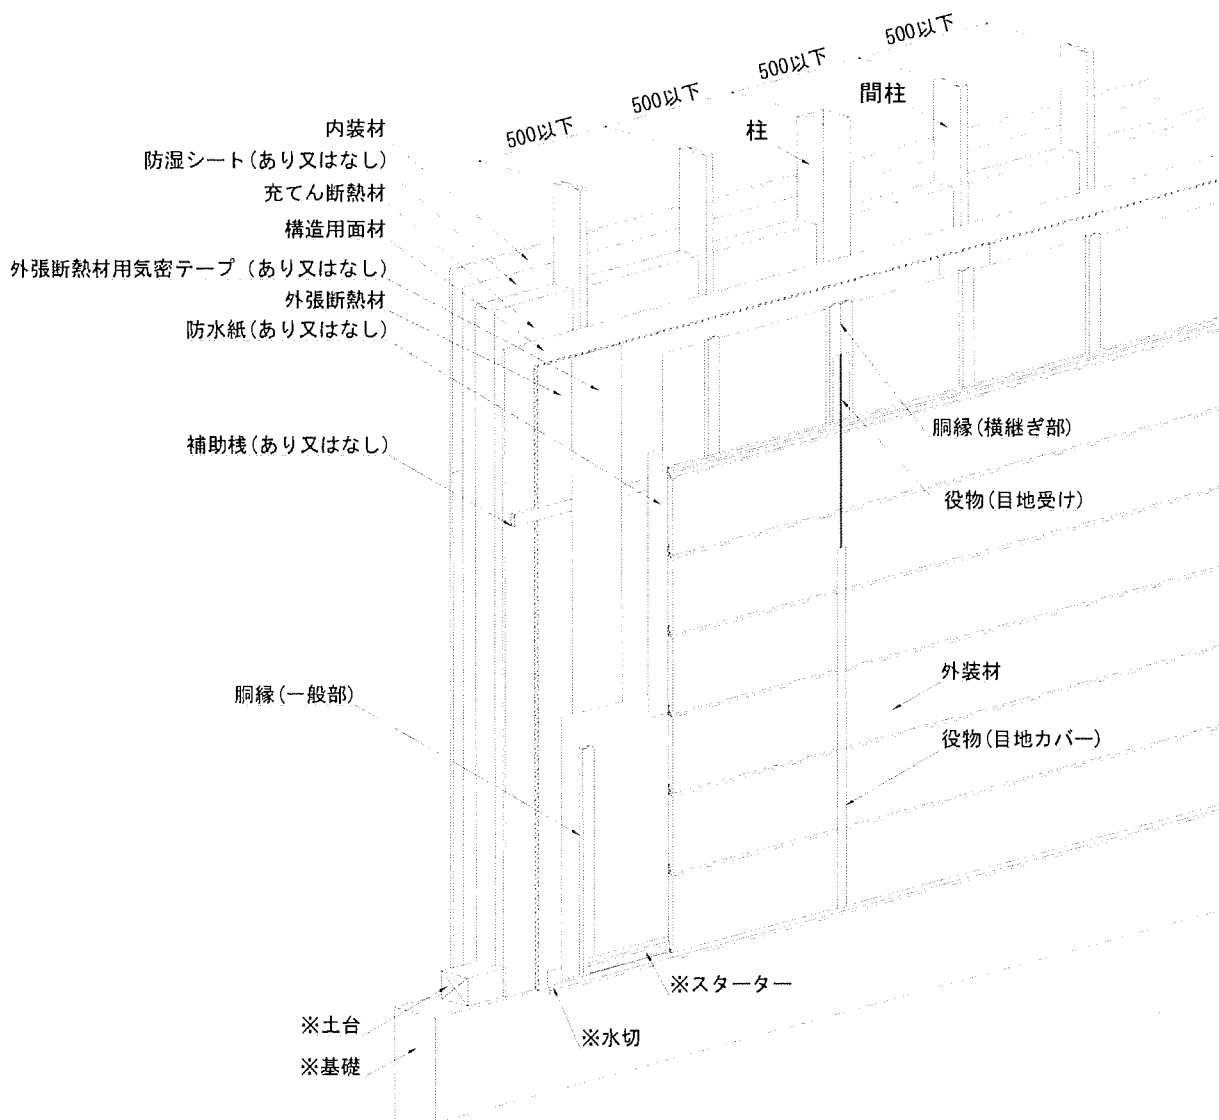 500以下
500以下
500以下
500以下
間柱
柱
内装材
防湿シート(あり又はなし)
充てん断熱材
構造用面材
外張断熱材用気密テープ(あり又はなし)
外張断熱材
防水紙(あり又はなし)
補助桟(あり又はなし)
胴縁(一般部)
胴縁(横継ぎ部)
役物(目地受け)
外装材
役物(目地カバー)
※スターター
※水切
※土台
※基礎